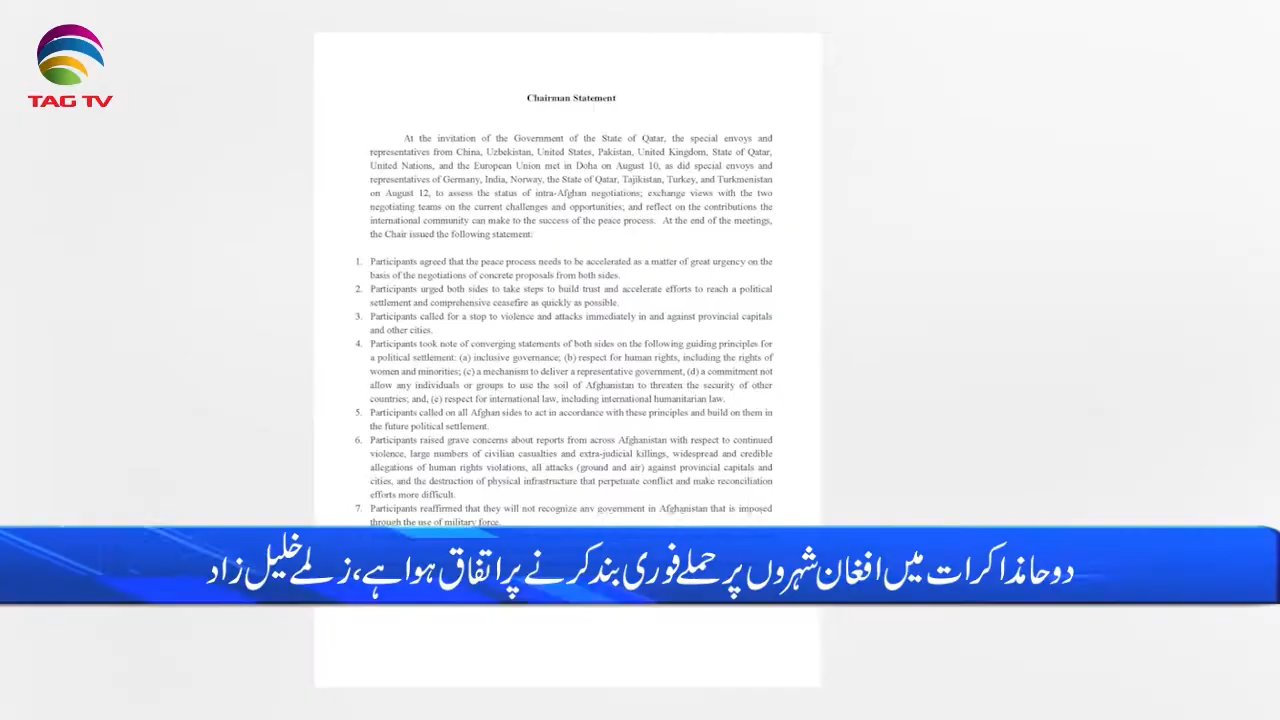 TAG TV
Chairman Statement
At the invitation of the Government of the State of Qatar, the special envoys and
representatives from China, Uzbekistan, United States, Pakistan, United Kingdom, State of Qatar,
United Nations, and the European Union met in Doha on August 10, as did special envoys and
representatives of Germany, India, Norway, the State of Qatar, Tajikistan, Turkey, and Turkmenistan
on August 12, to assess the status of intra-Afghan negotiations; exchange views with the two
negotiating teams on the current challenges and opportunities; and reflect on the contributions the
international community can make to the success of the peace process. At the end of the meetings,
the Chair issued the following statement:
1. Participants agreed that the peace process needs to be accelerated as a matter of great urgency on the
basis of the negotiations of concrete proposals from both sides.
2. Participants urged both sides to take steps to build trust and accelerate efforts to reach a political
settlement and comprehensive ceasefire as quickly as possible.
3. Participants called for a stop to violence and attacks immediately in and against provincial capitals
and other cities.
4. Participants took note of converging statements of both sides on the following guiding principles for
a political settlement: (a) inclusive governance; (b) respect for human rights, including the rights of
women and minorities; (c) a mechanism to deliver a representative government, (d) a commitment not
allow any individuals or groups to use the soil of Afghanistan to threaten the security of other
countries; and, (e) respect for international law, including international humanitarian law.
5. Participants called on all Afghan sides to act in accordance with these principles and build on them in
the future political settlement.
6. Participants raised grave concerns about reports from across Afghanistan with respect to continued
violence, large numbers of civilian casualties and extra-judicial killings, widespread and credible
allegations of human rights violations, all attacks (ground and air) against provincial capitals and
cities, and the destruction of physical infrastructure that perpetuate conflict and make reconciliation
efforts more difficult.
7. Participants reaffirmed that they will not recognize any government in Afghanistan that is imposed
through the use of military force.
دوحا مذاکرات میں افغان شہروں پر حملے فوری بند کرنے پر اتفاق ہوا ہے، زلمے خلیل زاد